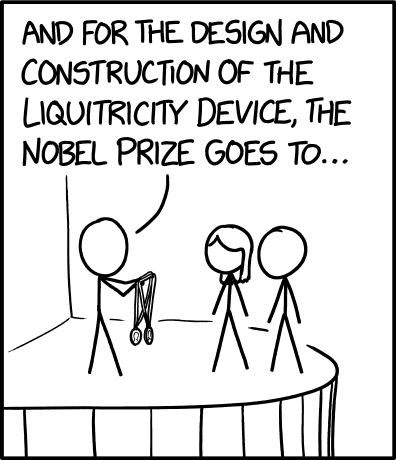 AND FOR THE DESIGN AND
CONSTRUCTION OF THE
LIQUITRICITY DEVICE, THE
NOBEL PRIZE GOES TO...